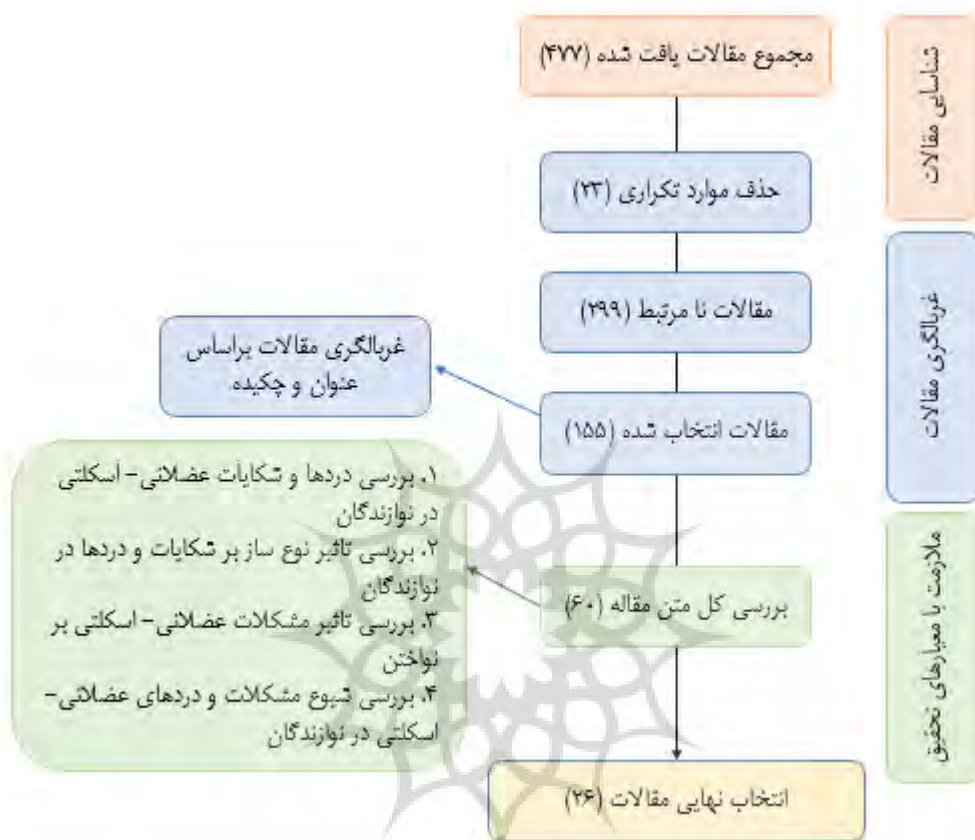 شناسایی مقالات
مجموع مقالات یافت شده (۴۷۷)
حذف موارد تکراری (۲۳)
غربالگری مقالات
مقالات نا مرتبط (۲۹۹)
مقالات انتخاب شده (۱۵۵)
غربالگری مقالات براساس
عنوان و چکیده
ملازمت با معیارهای تحقیق
بررسی کل متن مقاله (۶۰)
۱. بررسی دردها و شکایات عضلانی- اسکلتی
در نوازندگان
۲. بررسی تاثیر نوع ساز بر شکایات و دردها در
نوازندگان
۳. بررسی تاثیر مشکلات عضلانی- اسکلتی بر
نواختن
۴. بررسی شیوع مشکلات و دردهای عضلانی-
اسکلتی در نوازندگان
انتخاب نهایی مقالات (۲۶)